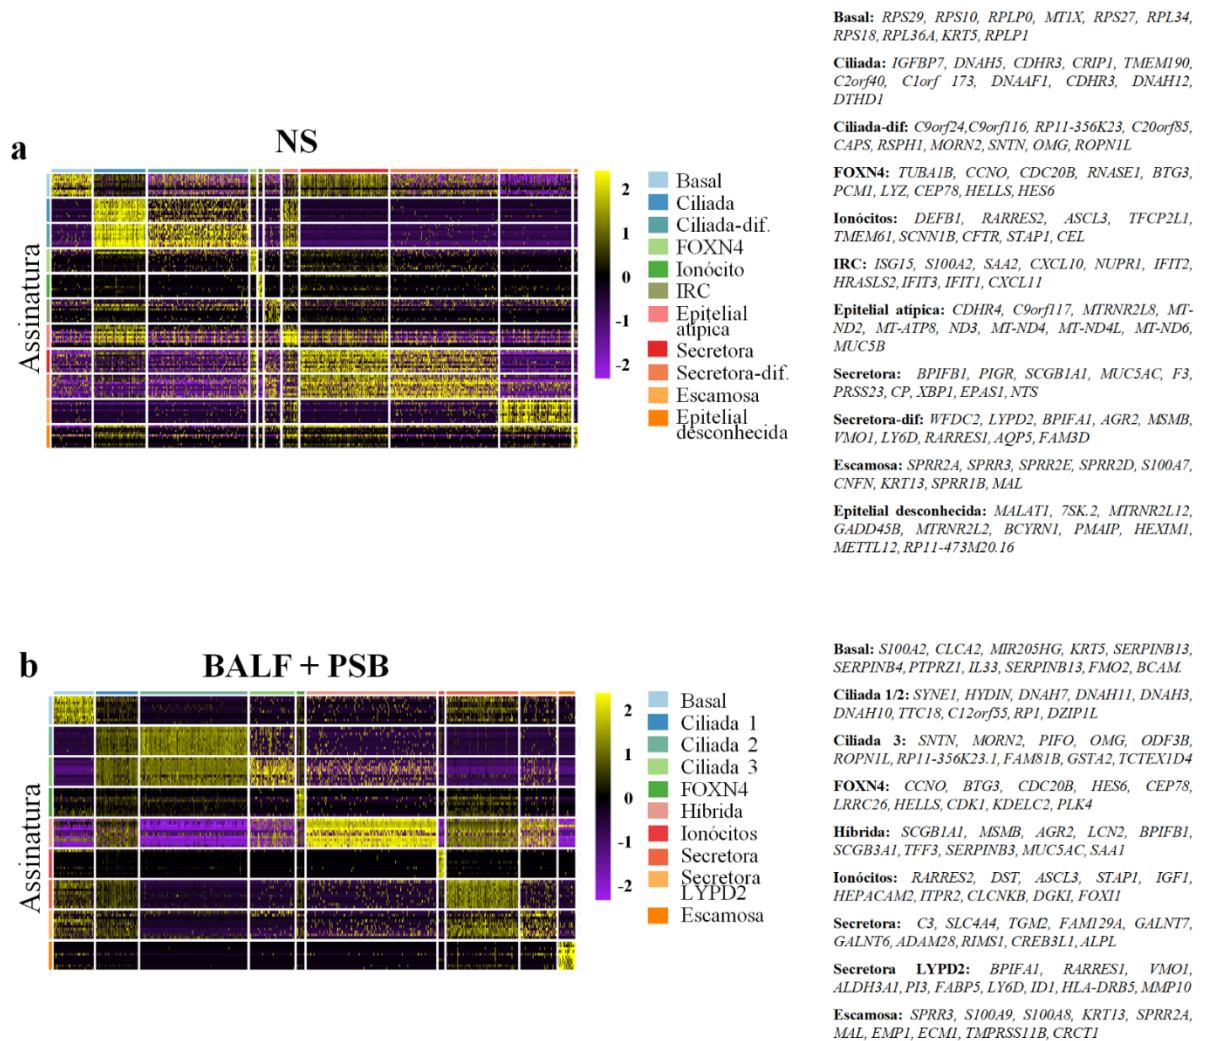 a
NS
Assinatura
2
1
0
-1
-2
Basal
Ciliada
Ciliada-dif.
FOXN4
Ionócito
IRC
Epitelial
atípica
Secretora
Secretora-dif.
Escamosa
Epitelial
desconhecida
Basal: RPS29, RPS10, RPLP0, MT1X, RPS27, RPL34,
RPS18, RPL36A, KRT5, RPLP1
Ciliada: IGFBP7, DNAH5, CDHR3, CRIP1, TMEM190,
C2orf40, C1orf 173, DNAAF1, CDHR3, DNAH12,
DTHD1
Ciliada-dif: C9orf24,C9orf116, RP11-356K23, C20orf85,
CAPS, RSPH1, MORN2, SNTN, OMG, ROPN1L
FOXN4: TUBA1B, CCNO, CDC20B, RNASE1, BTG3,
PCM1, LYZ, CEP78, HELLS, HES6
Ionócitos: DEFB1, RARRES2, ASCL3, TFCP2L1,
TMEM61, SCNN1B, CFTR, STAP1, CEL
IRC: ISG15, S100A2, SAA2, CXCL10, NUPR1, IFIT2,
HRASLS2, IFIT3, IFIT1, CXCL11
Epitelial atípica: CDHR4, C9orf117, MTRNR2L8, MT-
ND2, MT-ATP8, ND3, MT-ND4, MT-ND4L, MT-ND6,
MUC5B
Secretora: BPIFB1, PIGR, SCGB1A1, MUC5AC, F3,
PRSS23, CP, XBP1, EPAS1, NTS
Secretora-dif: WFDC2, LYPD2, BPIFA1, AGR2, MSMB,
VMO1, LY6D, RARRES1, AQP5, FAM3D
Escamosa: SPRR2A, SPRR3, SPRR2E, SPRR2D, S100A7,
CNFN, KRT13, SPRR1B, MAL
Epitelial desconhecida: MALAT1, 7SK.2, MTRNR2L12,
GADD45B, MTRNR2L2, BCYRN1, PMAIP, HEXIM1,
METTL12, RP11-473M20.16
b
BALF + PSB
Assinatura
2
1
0
-1
-2
Basal
Ciliada 1
Ciliada 2
Ciliada 3
FOXN4
Híbrida
Ionócitos
Secretora
Secretora
LYPD2
Escamosa
Basal: S100A2, CLCA2, MIR205HG, KRT5, SERPINB13,
SERPINB4, PTPRZ1, IL33, SERPINB13, FMO2, BCAM.
Ciliada 1/2: SYNE1, HYDIN, DNAH7, DNAH11, DNAH3,
DNAH10, TTC18, C12orf55, RP1, DZIP1L
Ciliada 3: SNTN, MORN2, PIFO, OMG, ODF3B,
ROPN1L, RP11-356K23.1, FAM81B, GSTA2, TCTEX1D4
FOXN4: CCNO, BTG3, CDC20B, HES6, CEP78,
LRRC26, HELLS, CDK1, KDELC2, PLK4
Híbrida: SCGB1A1, MSMB, AGR2, LCN2, BPIFB1,
SCGB3A1, TFF3, SERPINB3, MUC5AC, SAA1
Ionócitos: RARRES2, DST, ASCL3, STAP1, IGF1,
HEPACAM2, ITPR2, CLCNKB, DGKI, FOXI1
Secretora: C3, SLC4A4, TGM2, FAM129A, GALNT7,
GALNT6, ADAM28, RIMS1, CREB3L1, ALPL
Secretora LYPD2: BPIFA1, RARRES1, VMO1,
ALDH3A1, PI3, FABP5, LY6D, ID1, HLA-DRB5, MMP10
Escamosa: SPRR3, S100A9, S100A8, KRT13, SPRR2A,
MAL, EMP1, ECM1, TMPRSS11B, CRCT1